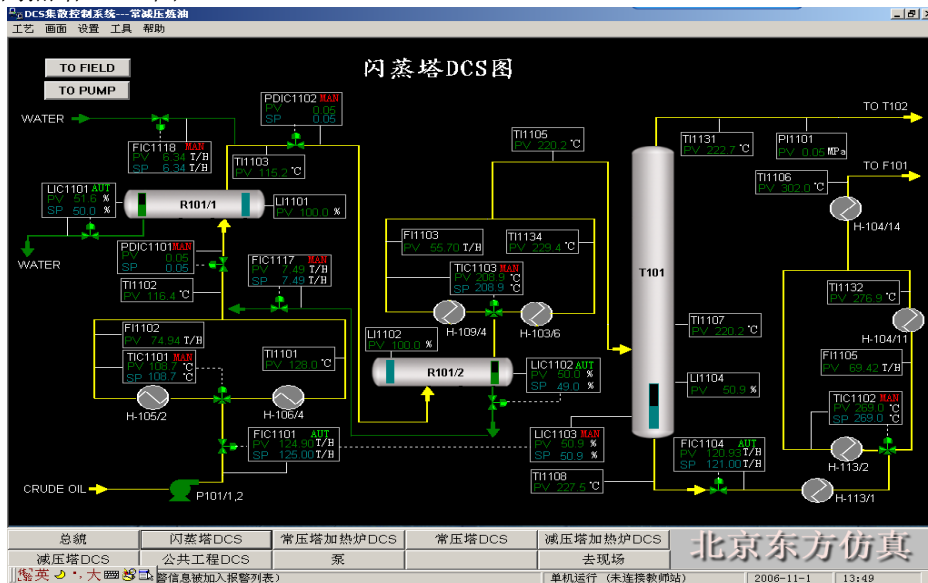 DCS集散控制系统---常减压炼油
工艺 画面 设置 工具 帮助
TO FIELD
TO PUMP
闪蒸塔DCS图
WATER
FIC1118 MAN
PV 6.34 T/H
SP 6.34 T/H
PDIC1102 MAN
PV 0.05
SP 0.05
TI1103
PV 115.2 ℃
LIC1101 AUT
PV 51.6 %
SP 50.0 %
R101/1
LI1101
PV 100.0 %
WATER
PDIC1101 MAN
PV 0.05
SP 0.05
TI1102
PV 116.4 ℃
FIC1117 MAN
PV 7.49 T/H
SP 7.49 T/H
FI1102
PV 74.94 T/H
TIC1101 MAN
PV 108.7 ℃
SP 108.7 ℃
TI1101
PV 128.0 ℃
H-105/2
H-106/4
FIC1101 AUT
PV 124.90 T/H
SP 125.00 T/H
CRUDE OIL
P101/1,2
TI1105
PV 220.2 ℃
FI1103
PV 55.70 T/H
TI1134
PV 229.4 ℃
TIC1103 MAN
PV 208.9 ℃
SP 208.9 ℃
H-109/4
H-103/6
LI1102
PV 100.0 %
R101/2
LIC1102 AUT
PV 50.0 %
SP 49.0 %
LIC1103 MAN
PV 50.9 %
SP 50.9 %
TI1108
PV 227.5 ℃
T101
TI1131
PV 222.7 ℃
PI1101
PV 0.05 MPa
TO T102
TO F101
TI1106
PV 302.0 ℃
H-104/14
TI1107
PV 220.2 ℃
LI1104
PV 50.9 %
TI1132
PV 276.9 ℃
H-104/11
FI1105
PV 69.42 T/H
TIC1102 MAN
PV 269.0 ℃
SP 269.0 ℃
H-113/2
H-113/1
FIC1104 AUT
PV 120.93 T/H
SP 121.00 T/H
总貌 闪蒸塔DCS 常压塔加热炉DCS 常压塔DCS 减压塔加热炉DCS
减压塔DCS 公共工程DCS 泵 去现场
北京东方仿真
英 大 警信息被加入报警列表) 单机运行 (未连接教师站) 2006-11-1 13:49